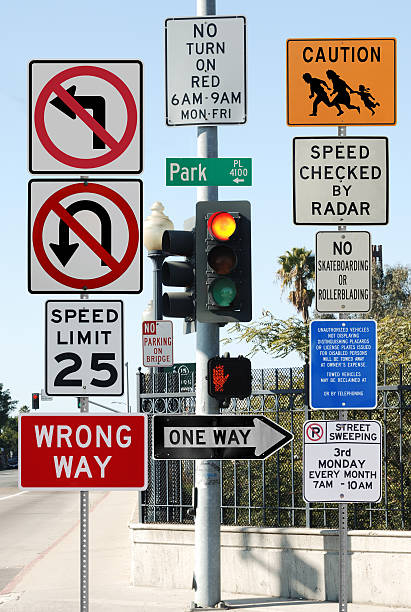 NO
TURN
ON
RED
6AM-9AM
MON.-FRI.
CAUTION
SPEED
CHECKED
BY
RADAR
Park PL
4100
NO
SKATEBOARDING
OR
ROLLERBLADING
SPEED
LIMIT
25
NO
PARKING
ON
BRIDGE
UNAUTHORIZED VEHICLES
NOT DISPLAYING
DISTINGUISHING PLACARDS
OR LICENSE PLATES ISSUED
FOR DISABLED PERSONS
WILL BE TOWED AWAY
AT OWNER'S EXPENSE
TOWED VEHICLES
MAY BE RECLAIMED AT
OR BY TELEPHONING
WRONG
WAY
ONE WAY
P STREET
SWEEPING
3rd
MONDAY
EVERY MONTH
7AM - 10AM